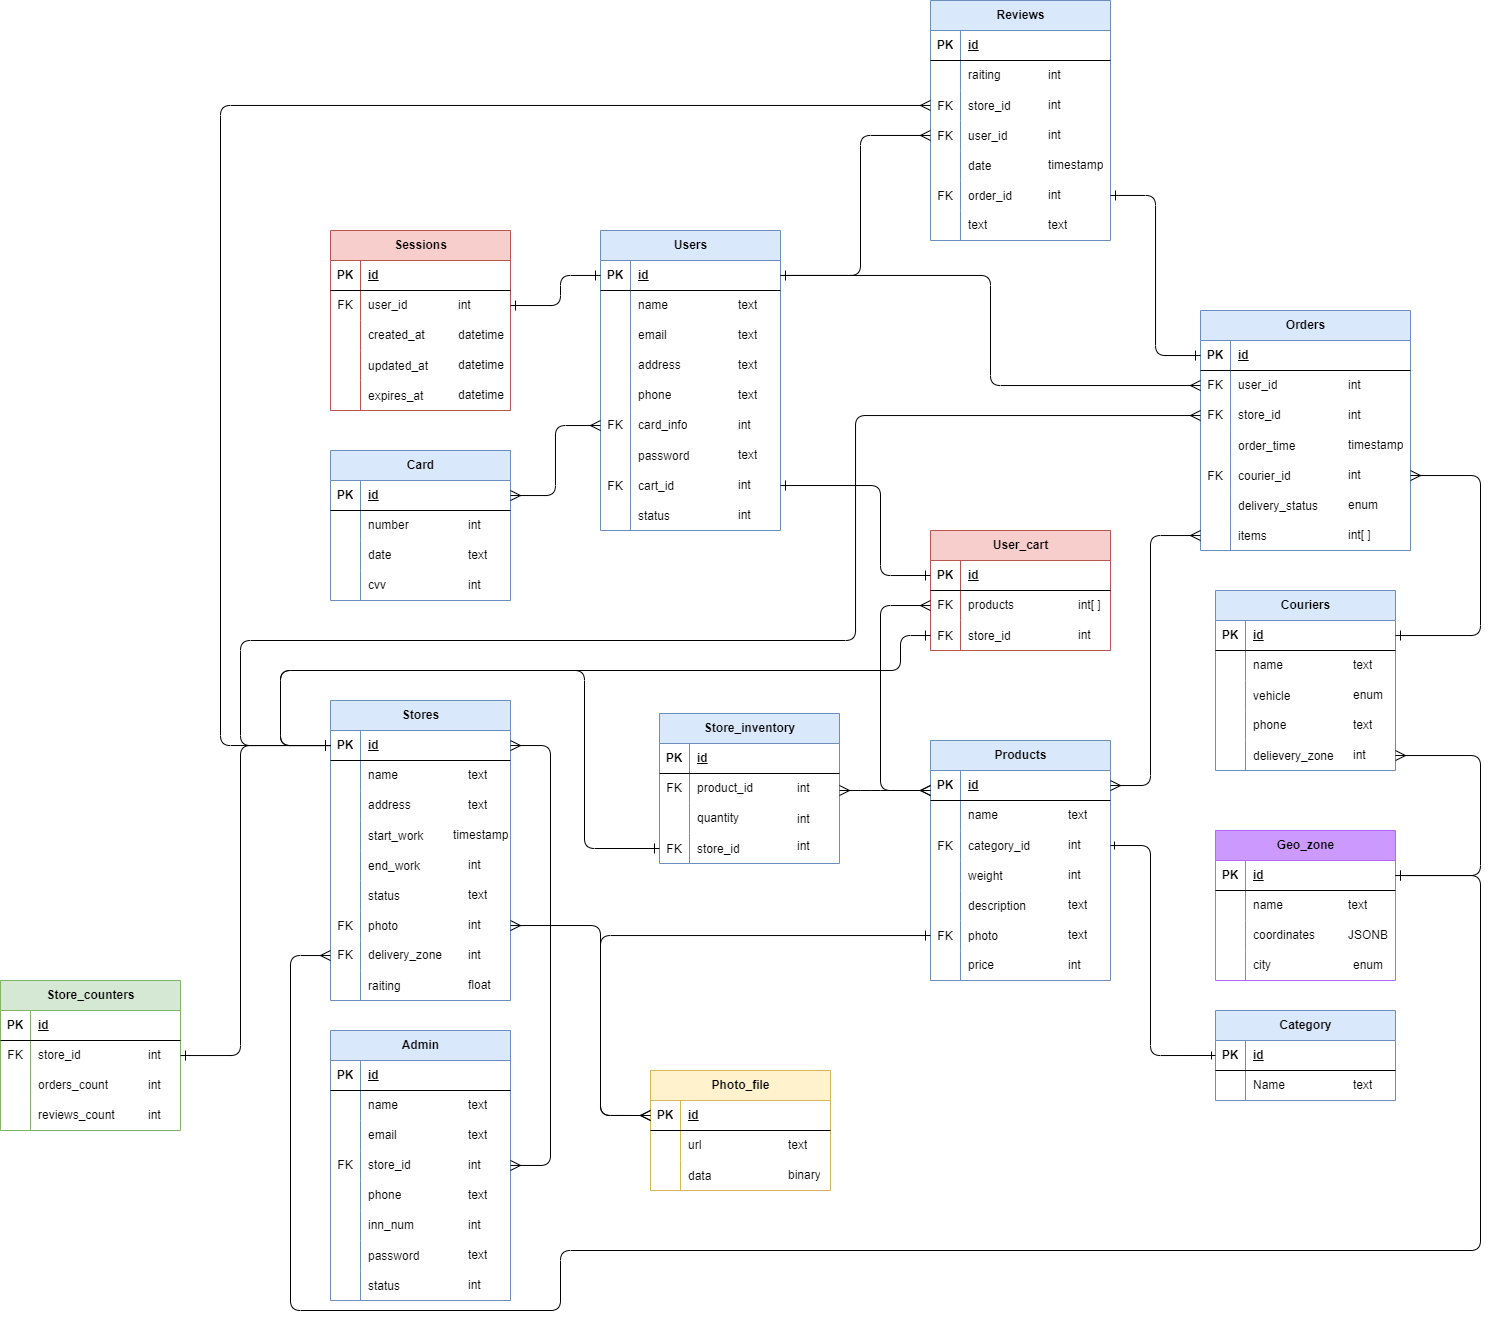 Reviews
PK id
raiting int
FK store_id int
FK user_id int
date timestamp
FK order_id int
text text
Sessions
PK id
FK user_id int
created_at datetime
updated_at datetime
expires_at datetime
Users
PK id
name text
email text
address text
phone text
FK card_info int
password text
FK cart_id int
status int
Orders
PK id
FK user_id int
FK store_id int
order_time timestamp
FK courier_id int
delivery_status enum
items int[ ]
Card
PK id
number int
date text
cvv int
User_cart
PK id
FK products int[ ]
FK store_id int
Couriers
PK id
name text
vehicle enum
phone text
delievery_zone int
Stores
PK id
name text
address text
start_work timestamp
end_work int
status text
FK photo int
FK delivery_zone int
raiting float
Store_inventory
PK id
FK product_id int
quantity int
FK store_id int
Products
PK id
name text
FK category_id int
weight int
description text
FK photo text
price int
Geo_zone
PK id
name text
coordinates JSONB
city enum
Store_counters
PK id
FK store_id int
orders_count int
reviews_count int
Admin
PK id
name text
email text
FK store_id int
phone text
inn_num int
password text
status int
Photo_file
PK id
url text
data binary
Category
PK id
Name text